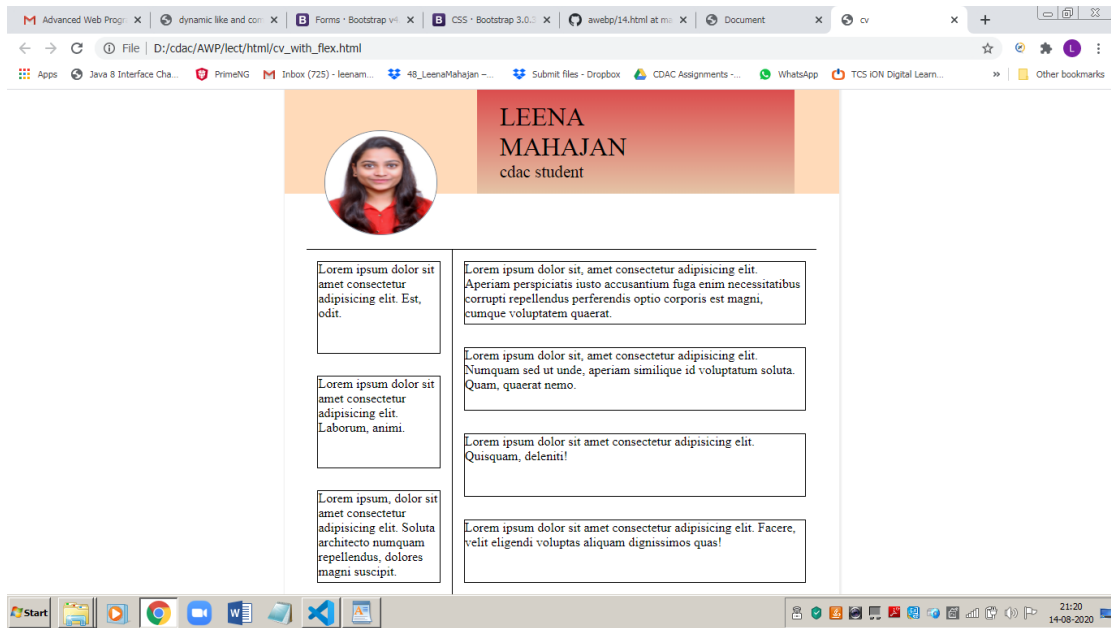 Advanced Web Progr
dynamic like and com
Forms · Bootstrap v4.
CSS · Bootstrap 3.0.3
awebp/14.html at ma
Document
cv
File | D:/cdac/AWP/lect/html/cv_with_flex.html
L
Apps
Java 8 Interface Cha...
PrimeNG
Inbox (725) - leenam...
48_LeenaMahajan –...
Submit files - Dropbox
CDAC Assignments -...
WhatsApp
TCS iON Digital Learn...
»
Other bookmarks
LEENA
MAHAJAN
cdac student
Lorem ipsum dolor sit
amet consectetur
adipisicing elit. Est,
odit.
Lorem ipsum dolor sit
amet consectetur
adipisicing elit.
Laborum, animi.
Lorem ipsum, dolor sit
amet consectetur
adipisicing elit. Soluta
architecto numquam
repellendus, dolores
magni suscipit.
Lorem ipsum dolor sit, amet consectetur adipisicing elit.
Aperiam perspiciatis iusto accusantium fuga enim necessitatibus
corrupti repellendus perferendis optio corporis est magni,
cumque voluptatem quaerat.
Lorem ipsum dolor sit, amet consectetur adipisicing elit.
Numquam sed ut unde, aperiam similique id voluptatum soluta.
Quam, quaerat nemo.
Lorem ipsum dolor sit amet consectetur adipisicing elit.
Quisquam, deleniti!
Lorem ipsum dolor sit amet consectetur adipisicing elit. Facere,
velit eligendi voluptas aliquam dignissimos quas!
Start
21:20
14-08-2020